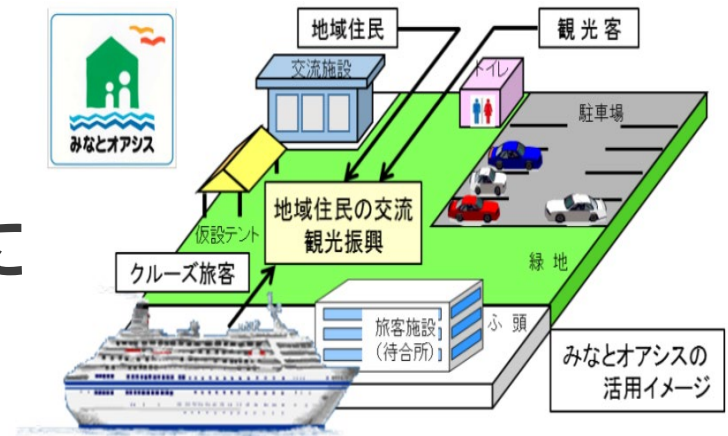 地域住民
観光客
交流施設
トイレ
駐車場
みなとオアシス
地域住民の交流
観光振興
仮設テント
に
緑地
クルーズ旅客
旅客施設
(待合所)
ふ頭
みなとオアシスの
活用イメージ